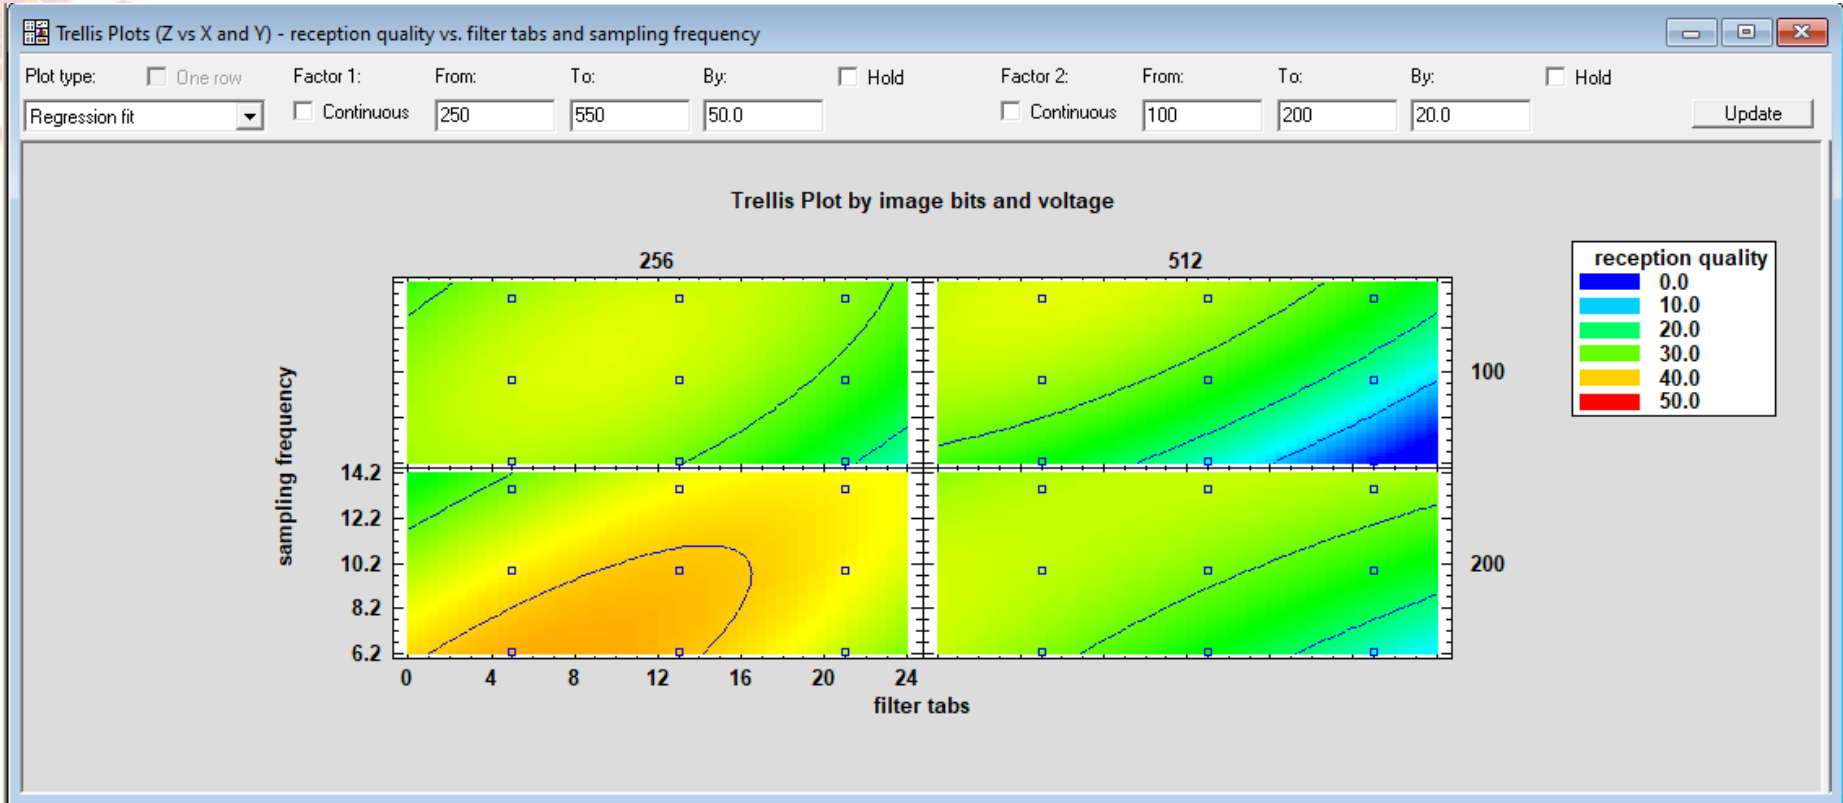 Trellis Plots (Z vs X and Y) - reception quality vs. filter tabs and sampling frequency
Plot type: One row Factor 1: From: To: By: Hold Factor 2: From: To: By: Hold
Regression fit Continuous 250 550 50.0 Continuous 100 200 20.0 Update
Trellis Plot by image bits and voltage
256 512
reception quality
0.0
10.0
20.0
30.0
40.0
50.0
100
200
sampling frequency
14.2
12.2
10.2
8.2
6.2
0 4 8 12 16 20 24
filter tabs